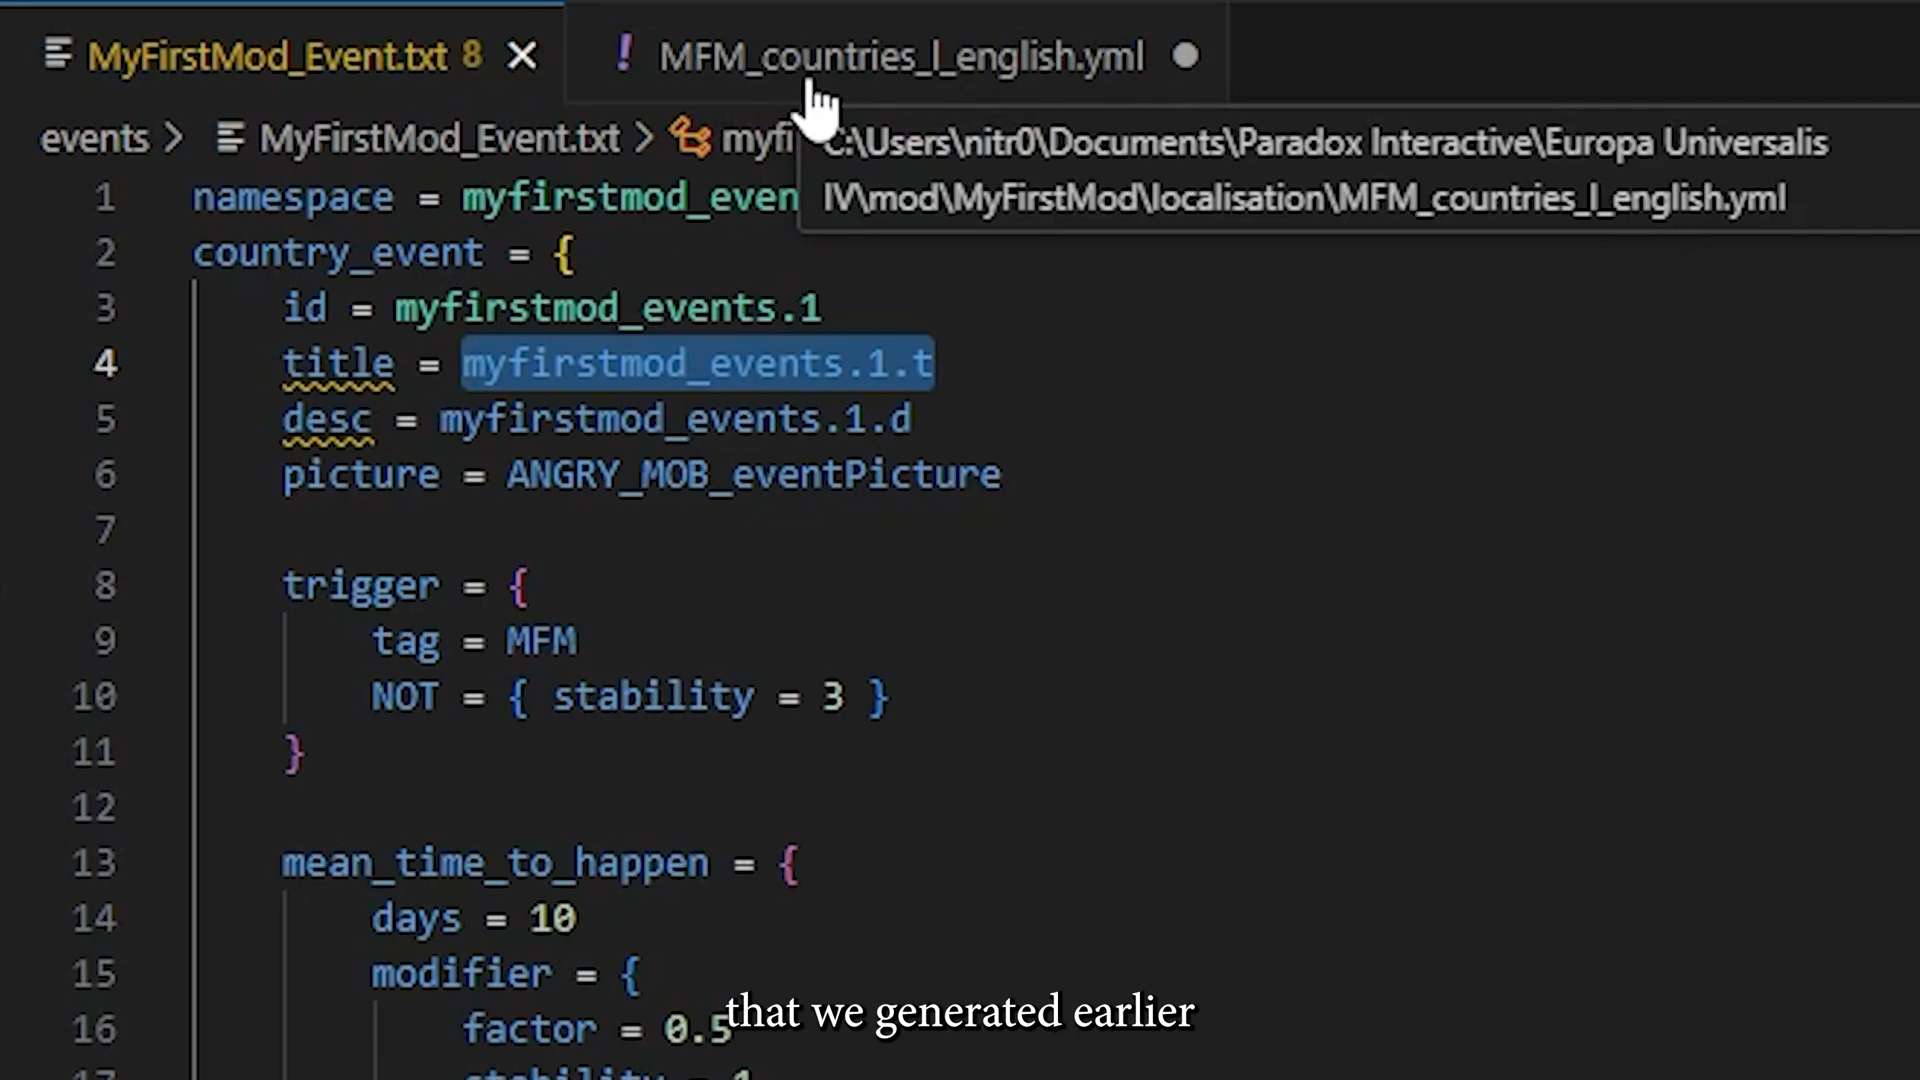 MyFirstMod_Event.txt 8
MFM_countries_l_english.yml
events > MyFirstMod_Event.txt > myfi
C:\Users\nitr0\Documents\Paradox Interactive\Europa Universalis
IV\mod\MyFirstMod\localisation\MFM_countries_l_english.yml
1 namespace = myfirstmod_even
2 country_event = {
3 id = myfirstmod_events.1
4 title = myfirstmod_events.1.t
5 desc = myfirstmod_events.1.d
6 picture = ANGRY_MOB_eventPicture
7
8 trigger = {
9 tag = MFM
10 NOT = { stability = 3 }
11 }
12
13 mean_time_to_happen = {
14 days = 10
15 modifier = {
16 factor = 0.5
17 stability = 1
that we generated earlier